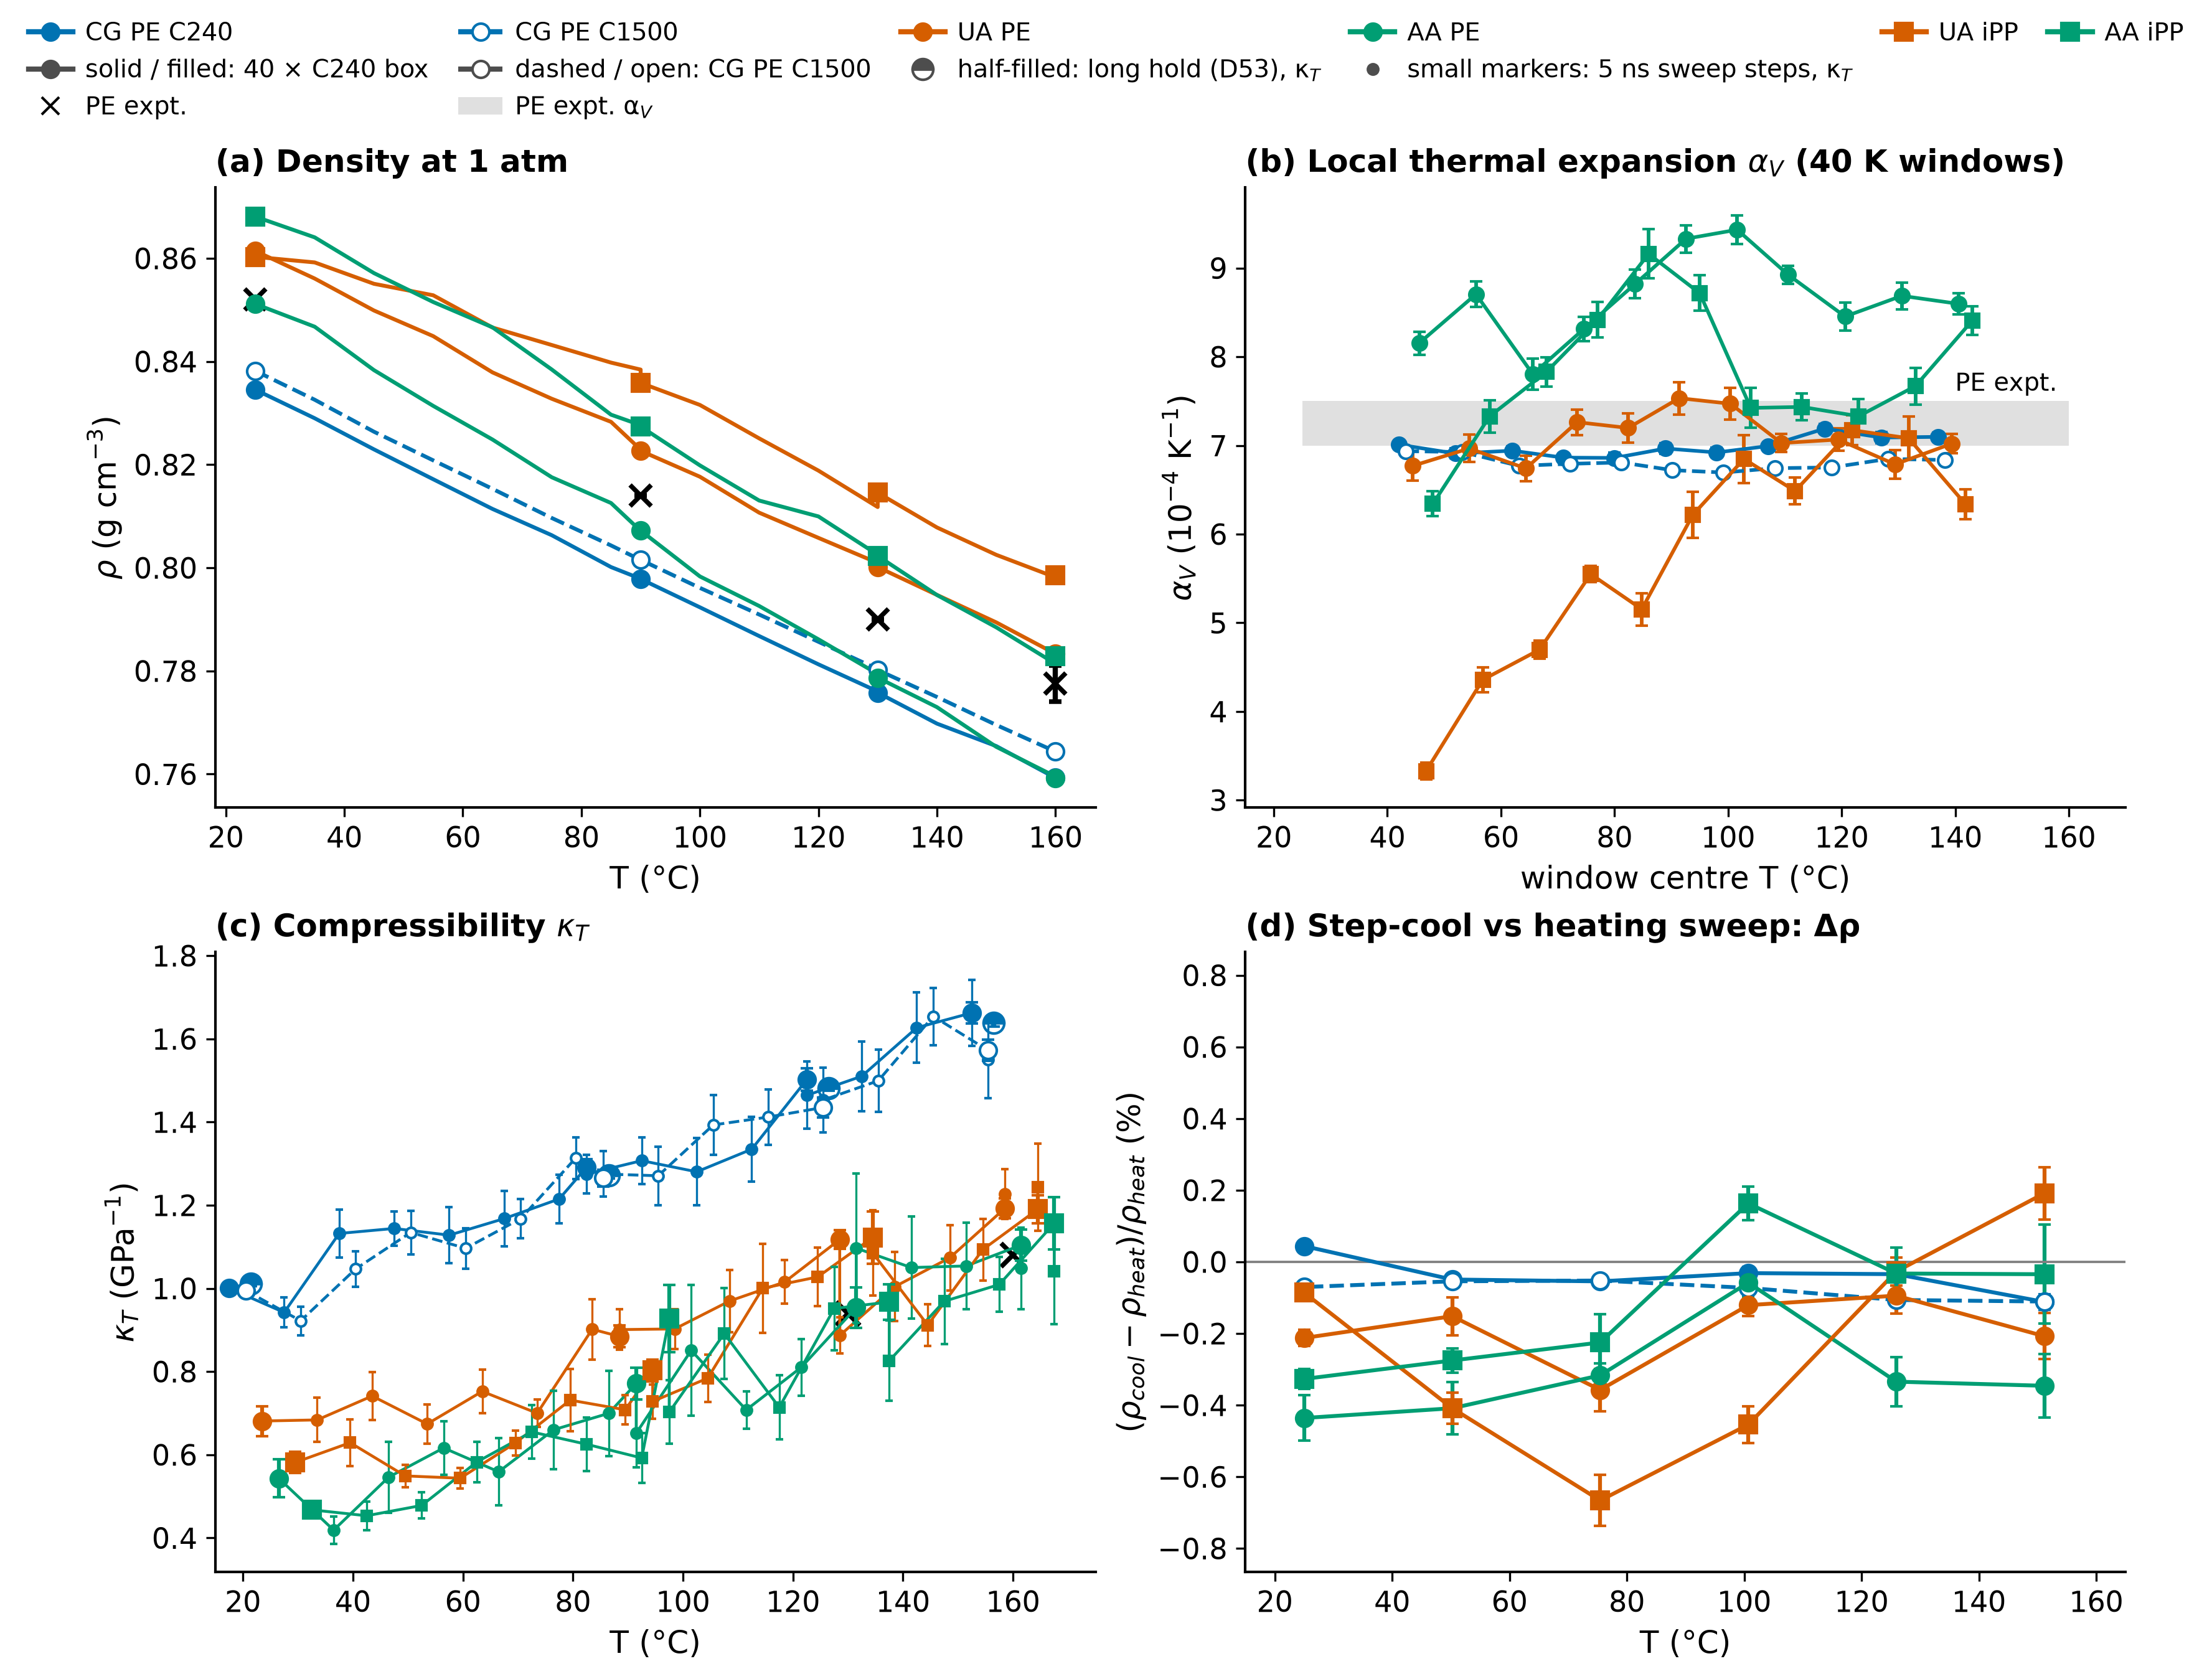 CG PE C240 CG PE C1500 UA PE AA PE UA iPP AA iPP
solid / filled: 40 × C240 box dashed / open: CG PE C1500 half-filled: long hold (D53), κT small markers: 5 ns sweep steps, κT
PE expt. PE expt. αV
(a) Density at 1 atm
0.86
0.84
0.82
0.80
0.78
0.76
ρ (g cm−3)
20 40 60 80 100 120 140 160
T (°C)
(b) Local thermal expansion αV (40 K windows)
9
8
7
6
5
4
3
αV (10−4 K−1)
PE expt.
20 40 60 80 100 120 140 160
window centre T (°C)
(c) Compressibility κT
1.8
1.6
1.4
1.2
1.0
0.8
0.6
0.4
κT (GPa−1)
20 40 60 80 100 120 140 160
T (°C)
(d) Step-cool vs heating sweep: Δρ
0.8
0.6
0.4
0.2
0.0
−0.2
−0.4
−0.6
−0.8
(ρcool − ρheat)/ρheat (%)
20 40 60 80 100 120 140 160
T (°C)